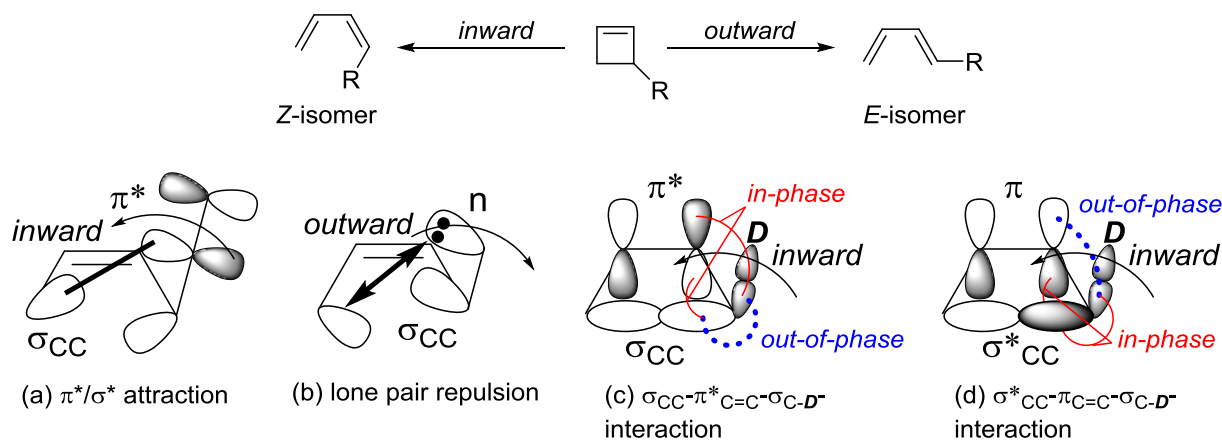 inward
outward
R
R
R
Z-isomer
E-isomer
π*
inward
σCC
(a) π*/σ* attraction
outward
n
σCC
(b) lone pair repulsion
π*
in-phase
D
inward
σCC
out-of-phase
(c) σCC-π*C=C-σC-D-
interaction
π
out-of-phase
D
inward
σ*CC
in-phase
(d) σ*CC-πC=C-σC-D-
interaction